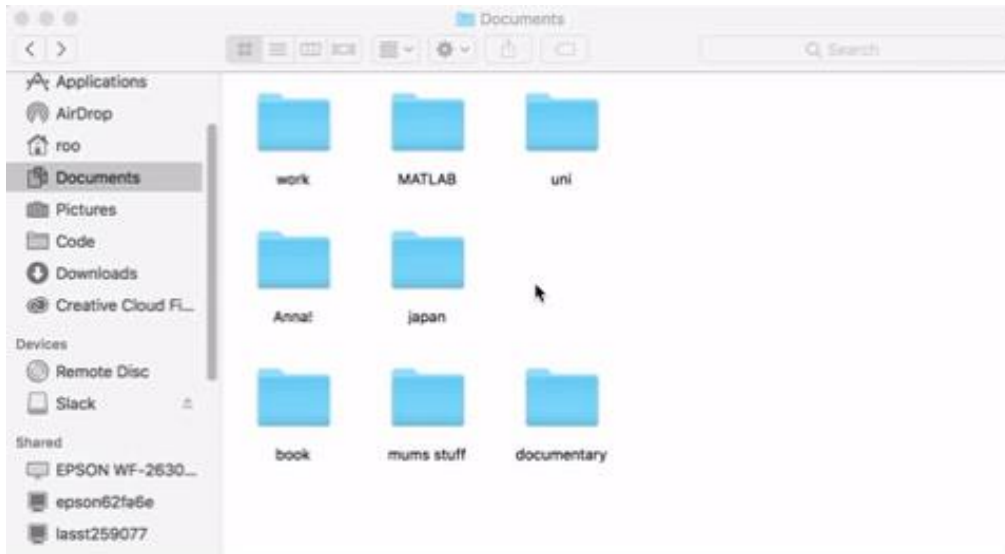 Documents
Search
Applications
AirDrop
roo
Documents
Pictures
Code
Downloads
Creative Cloud Fi...
Devices
Remote Disc
Slack
Shared
EPSON WF-2630...
epson62fa6e
lasst259077
work MATLAB uni
Anna! japan
book mums stuff documentary